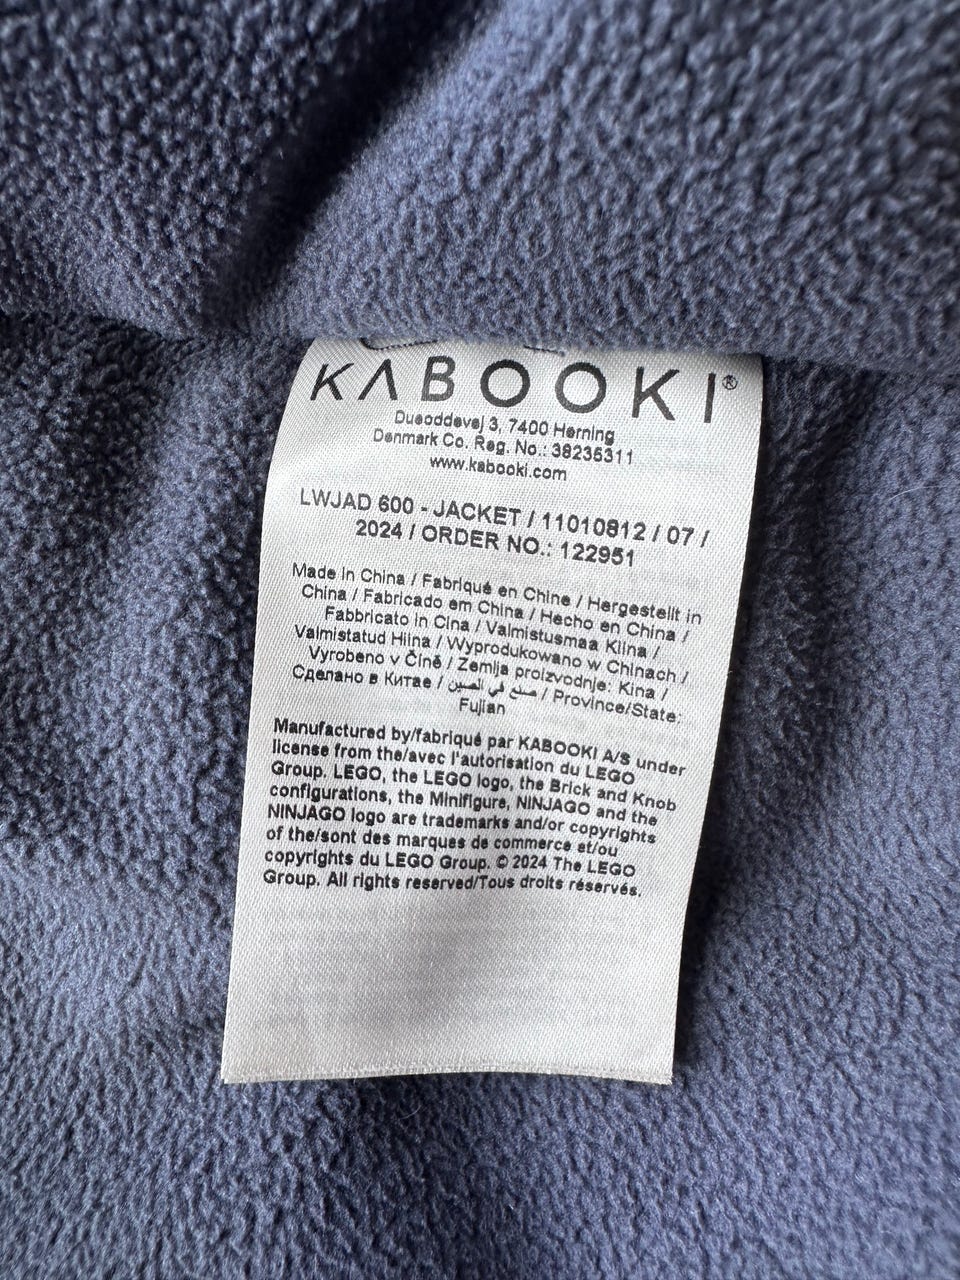 KABOOKI®
Dueoddevej 3, 7400 Herning
Denmark Co. Reg. No.: 38235311
www.kabooki.com
LWJAD 600 - JACKET / 11010812 / 07 /
2024 / ORDER NO.: 122951
Made in China / Fabriqué en Chine / Hergestellt in
China / Fabricado em China / Hecho en China /
Fabbricato in Cina / Valmistusmaa Kiina /
Valmistatud Hiina / Wyprodukowano w Chinach /
Vyrobeno v Číně / Zemlja proizvodnje: Kina /
Сделано в Китае / صنع في الصين / Province/State:
Fujian
Manufactured by/fabriqué par KABOOKI A/S under
license from the/avec l'autorisation du LEGO
Group. LEGO, the LEGO logo, the Brick and Knob
configurations, the Minifigure, NINJAGO and the
NINJAGO logo are trademarks and/or copyrights
of the/sont des marques de commerce et/ou
copyrights du LEGO Group. © 2024 The LEGO
Group. All rights reserved/Tous droits réservés.